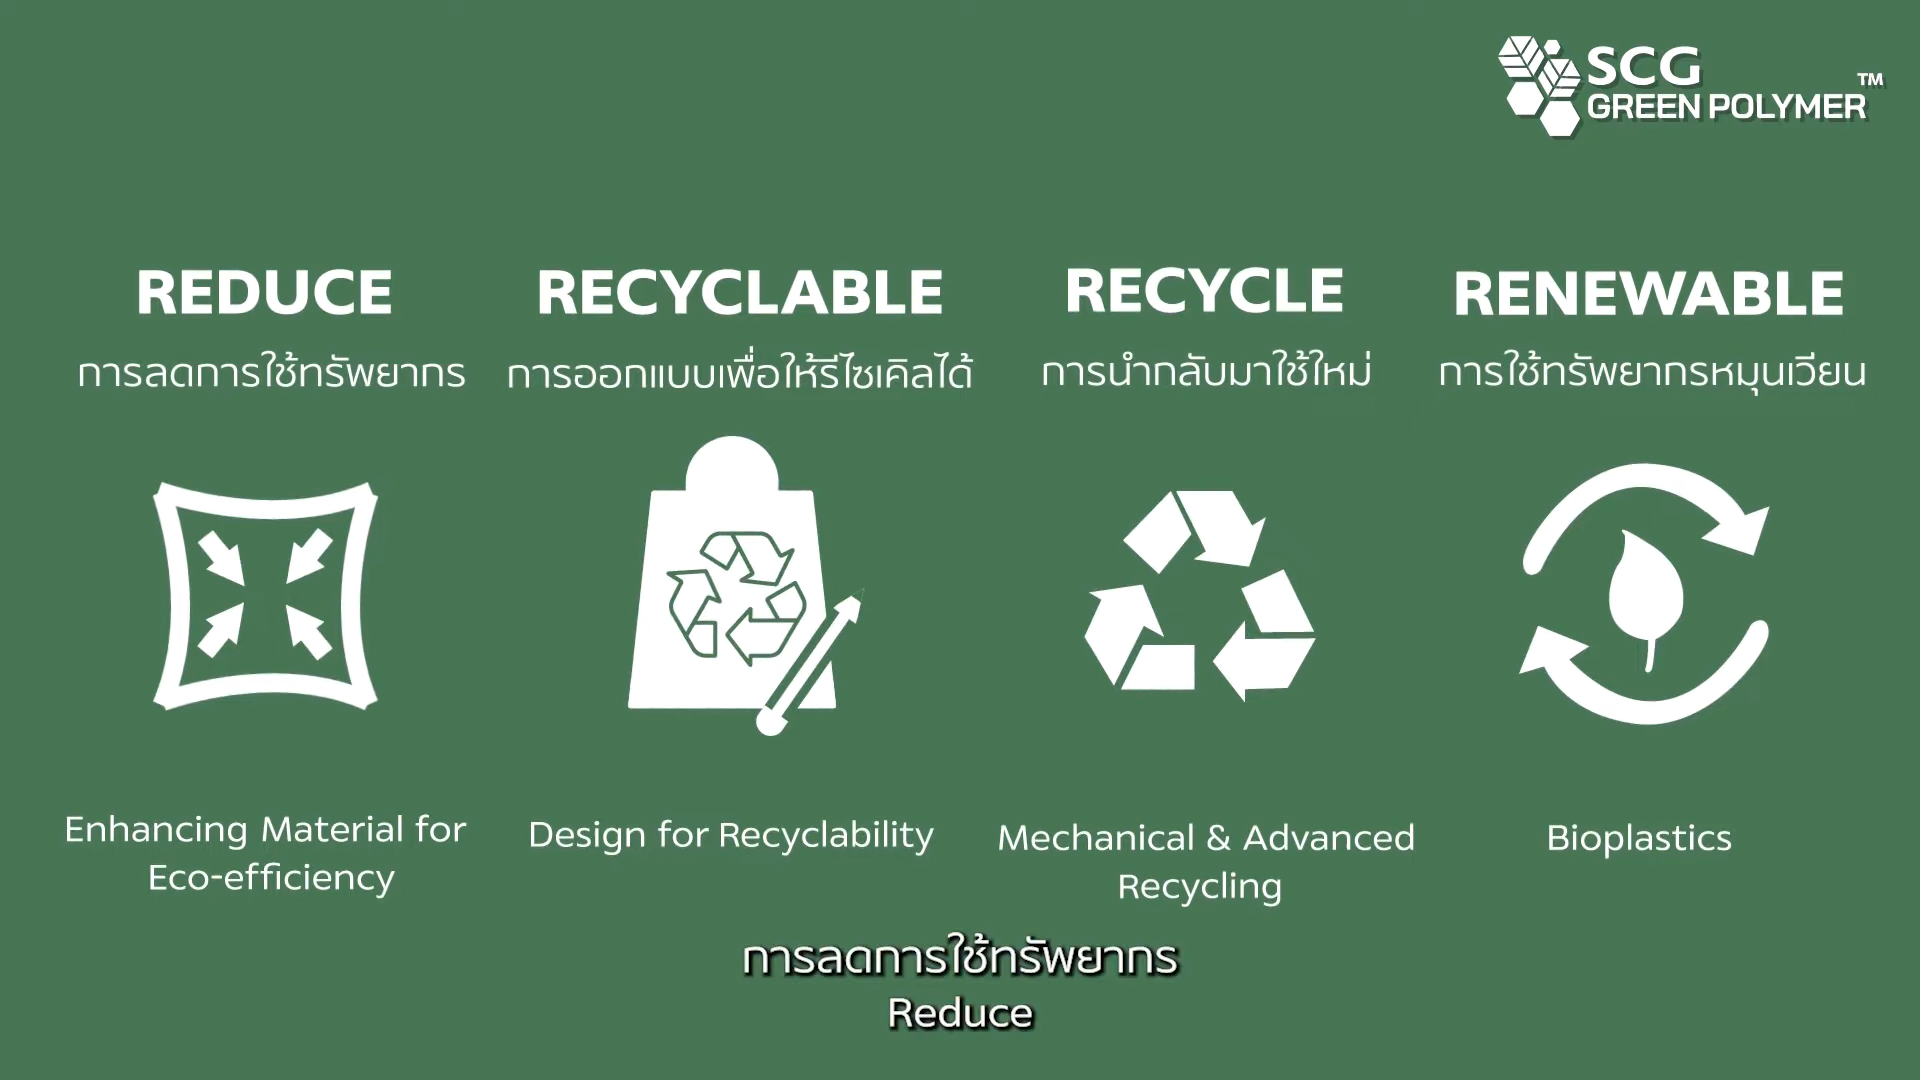 SCG
GREEN POLYMER™
REDUCE
การลดการใช้ทรัพยากร
Enhancing Material for
Eco-efficiency
RECYCLABLE
การออกแบบเพื่อให้รีไซเคิลได้
Design for Recyclability
RECYCLE
การนำกลับมาใช้ใหม่
Mechanical & Advanced
Recycling
RENEWABLE
การใช้ทรัพยากรหมุนเวียน
Bioplastics
การลดการใช้ทรัพยากร
Reduce